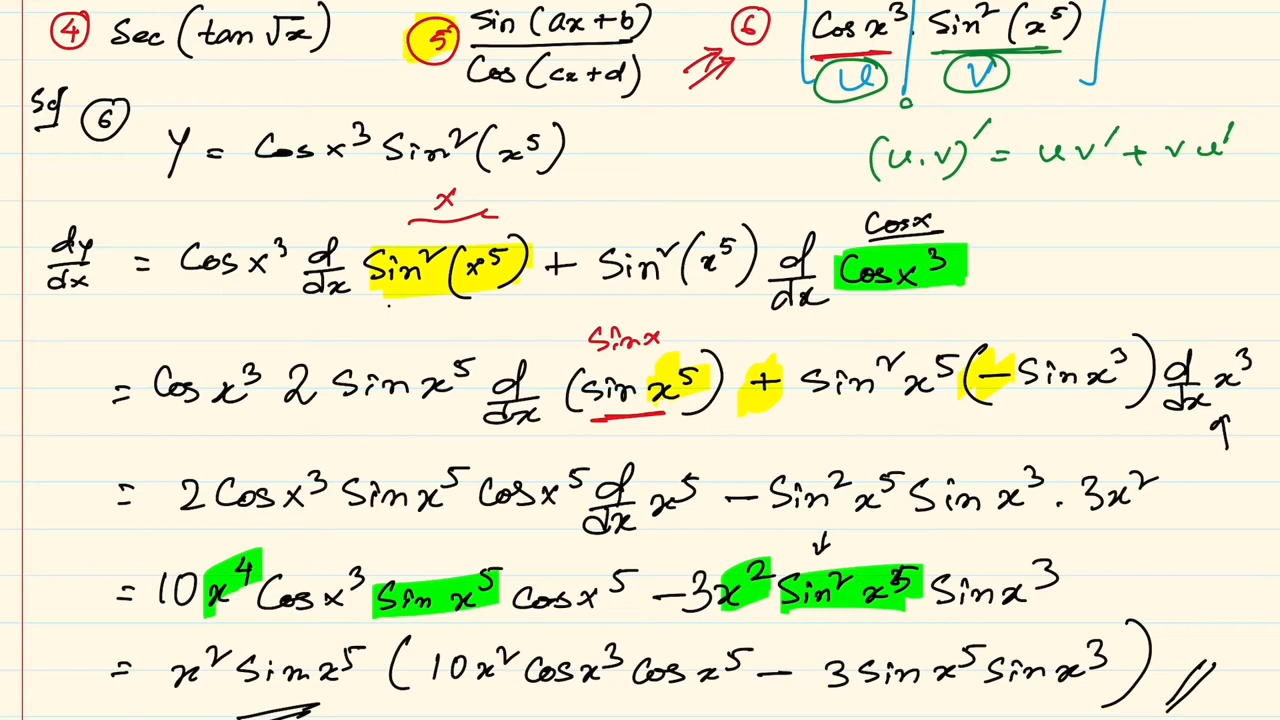 ④ Sec (tan √x) ⑤ Sin (ax+b) / Cos (cx+d) ⑥ [Cos x³ . Sin² (x⁵)]
u . v
Sol ⑥
Y = Cos x³ Sin² (x⁵) (u.v)′ = u v′ + v u′
x Cos x
dy/dx = Cos x³ d/dx Sin² (x⁵) + Sin² (x⁵) d/dx Cos x³
Sin x
= Cos x³ 2 Sin x⁵ d/dx (sin x⁵) + Sin² x⁵ (− Sin x³) d/dx x³
= 2 Cos x³ Sin x⁵ Cos x⁵ d/dx x⁵ − Sin² x⁵ Sin x³ . 3x²
= 10 x⁴ Cos x³ Sin x⁵ Cos x⁵ − 3x² Sin² x⁵ Sin x³
= x² Sin x⁵ (10x² Cos x³ Cos x⁵ − 3 Sin x⁵ Sin x³) //